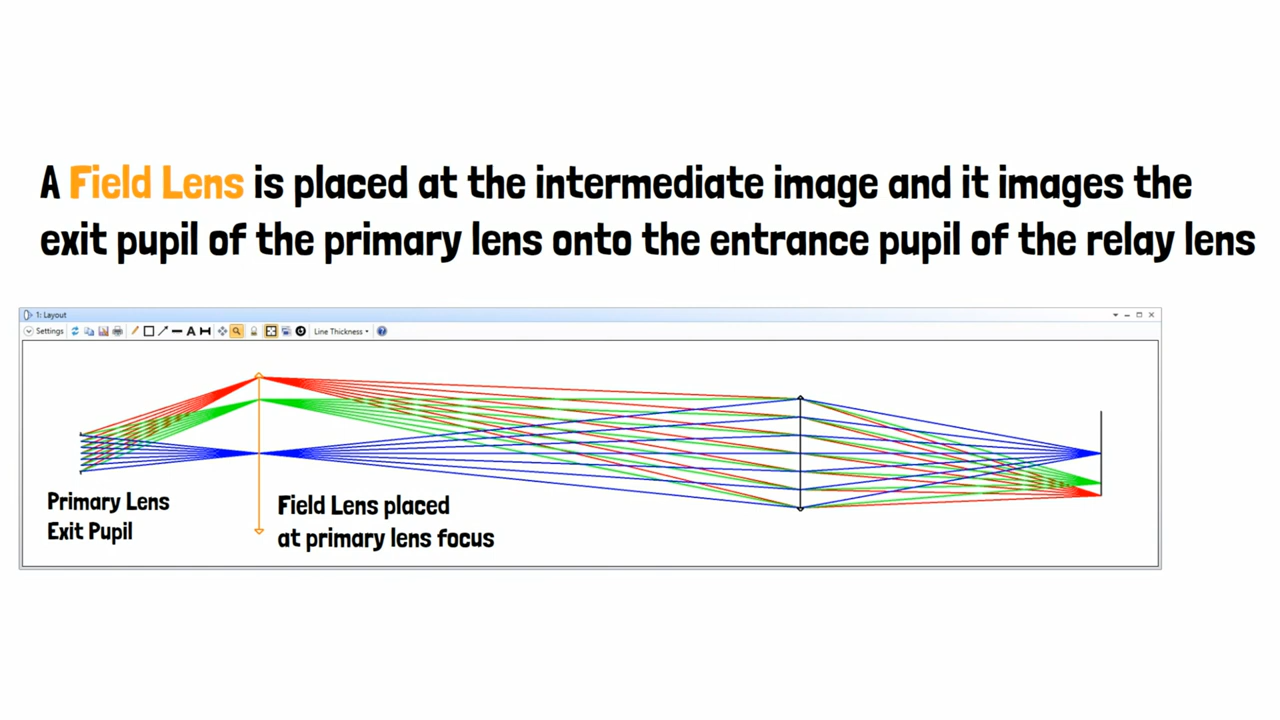 A Field Lens is placed at the intermediate image and it images the
exit pupil of the primary lens onto the entrance pupil of the relay lens
1: Layout
Settings
A
Line Thickness
Primary Lens
Exit Pupil
Field Lens placed
at primary lens focus